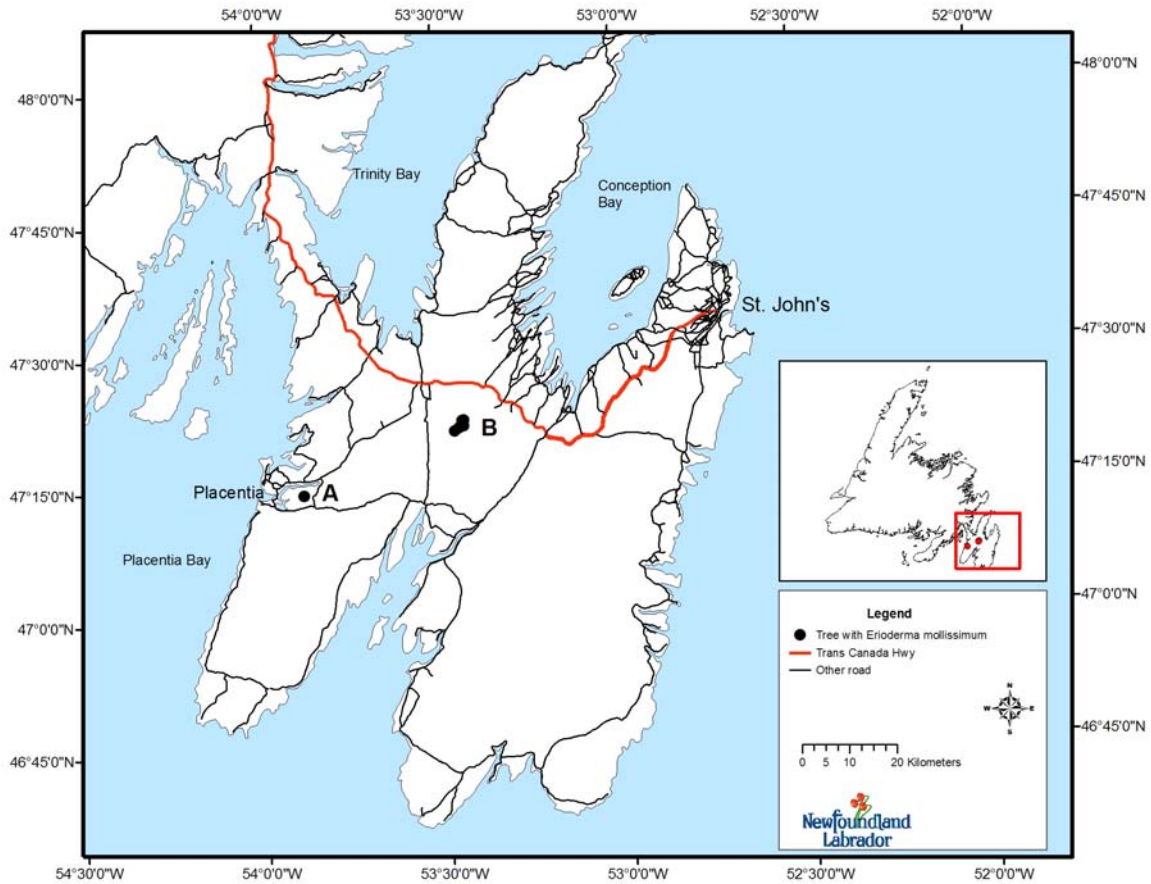 54°0'0"W
53°30'0"W
53°0'0"W
52°30'0"W
52°0'0"W
48°0'0"N
47°45'0"N
47°30'0"N
47°15'0"N
47°0'0"N
46°45'0"N
48°0'0"N
47°45'0"N
47°30'0"N
47°15'0"N
47°0'0"N
46°45'0"N
Trinity Bay
Conception
Bay
St. John's
B
Placentia
A
Placentia Bay
Legend
Tree with Erioderma mollissimum
Trans Canada Hwy
Other road
N
W
E
S
0 5 10 20 Kilometers
Newfoundland
Labrador
54°30'0"W
54°0'0"W
53°30'0"W
53°0'0"W
52°30'0"W
52°0'0"W